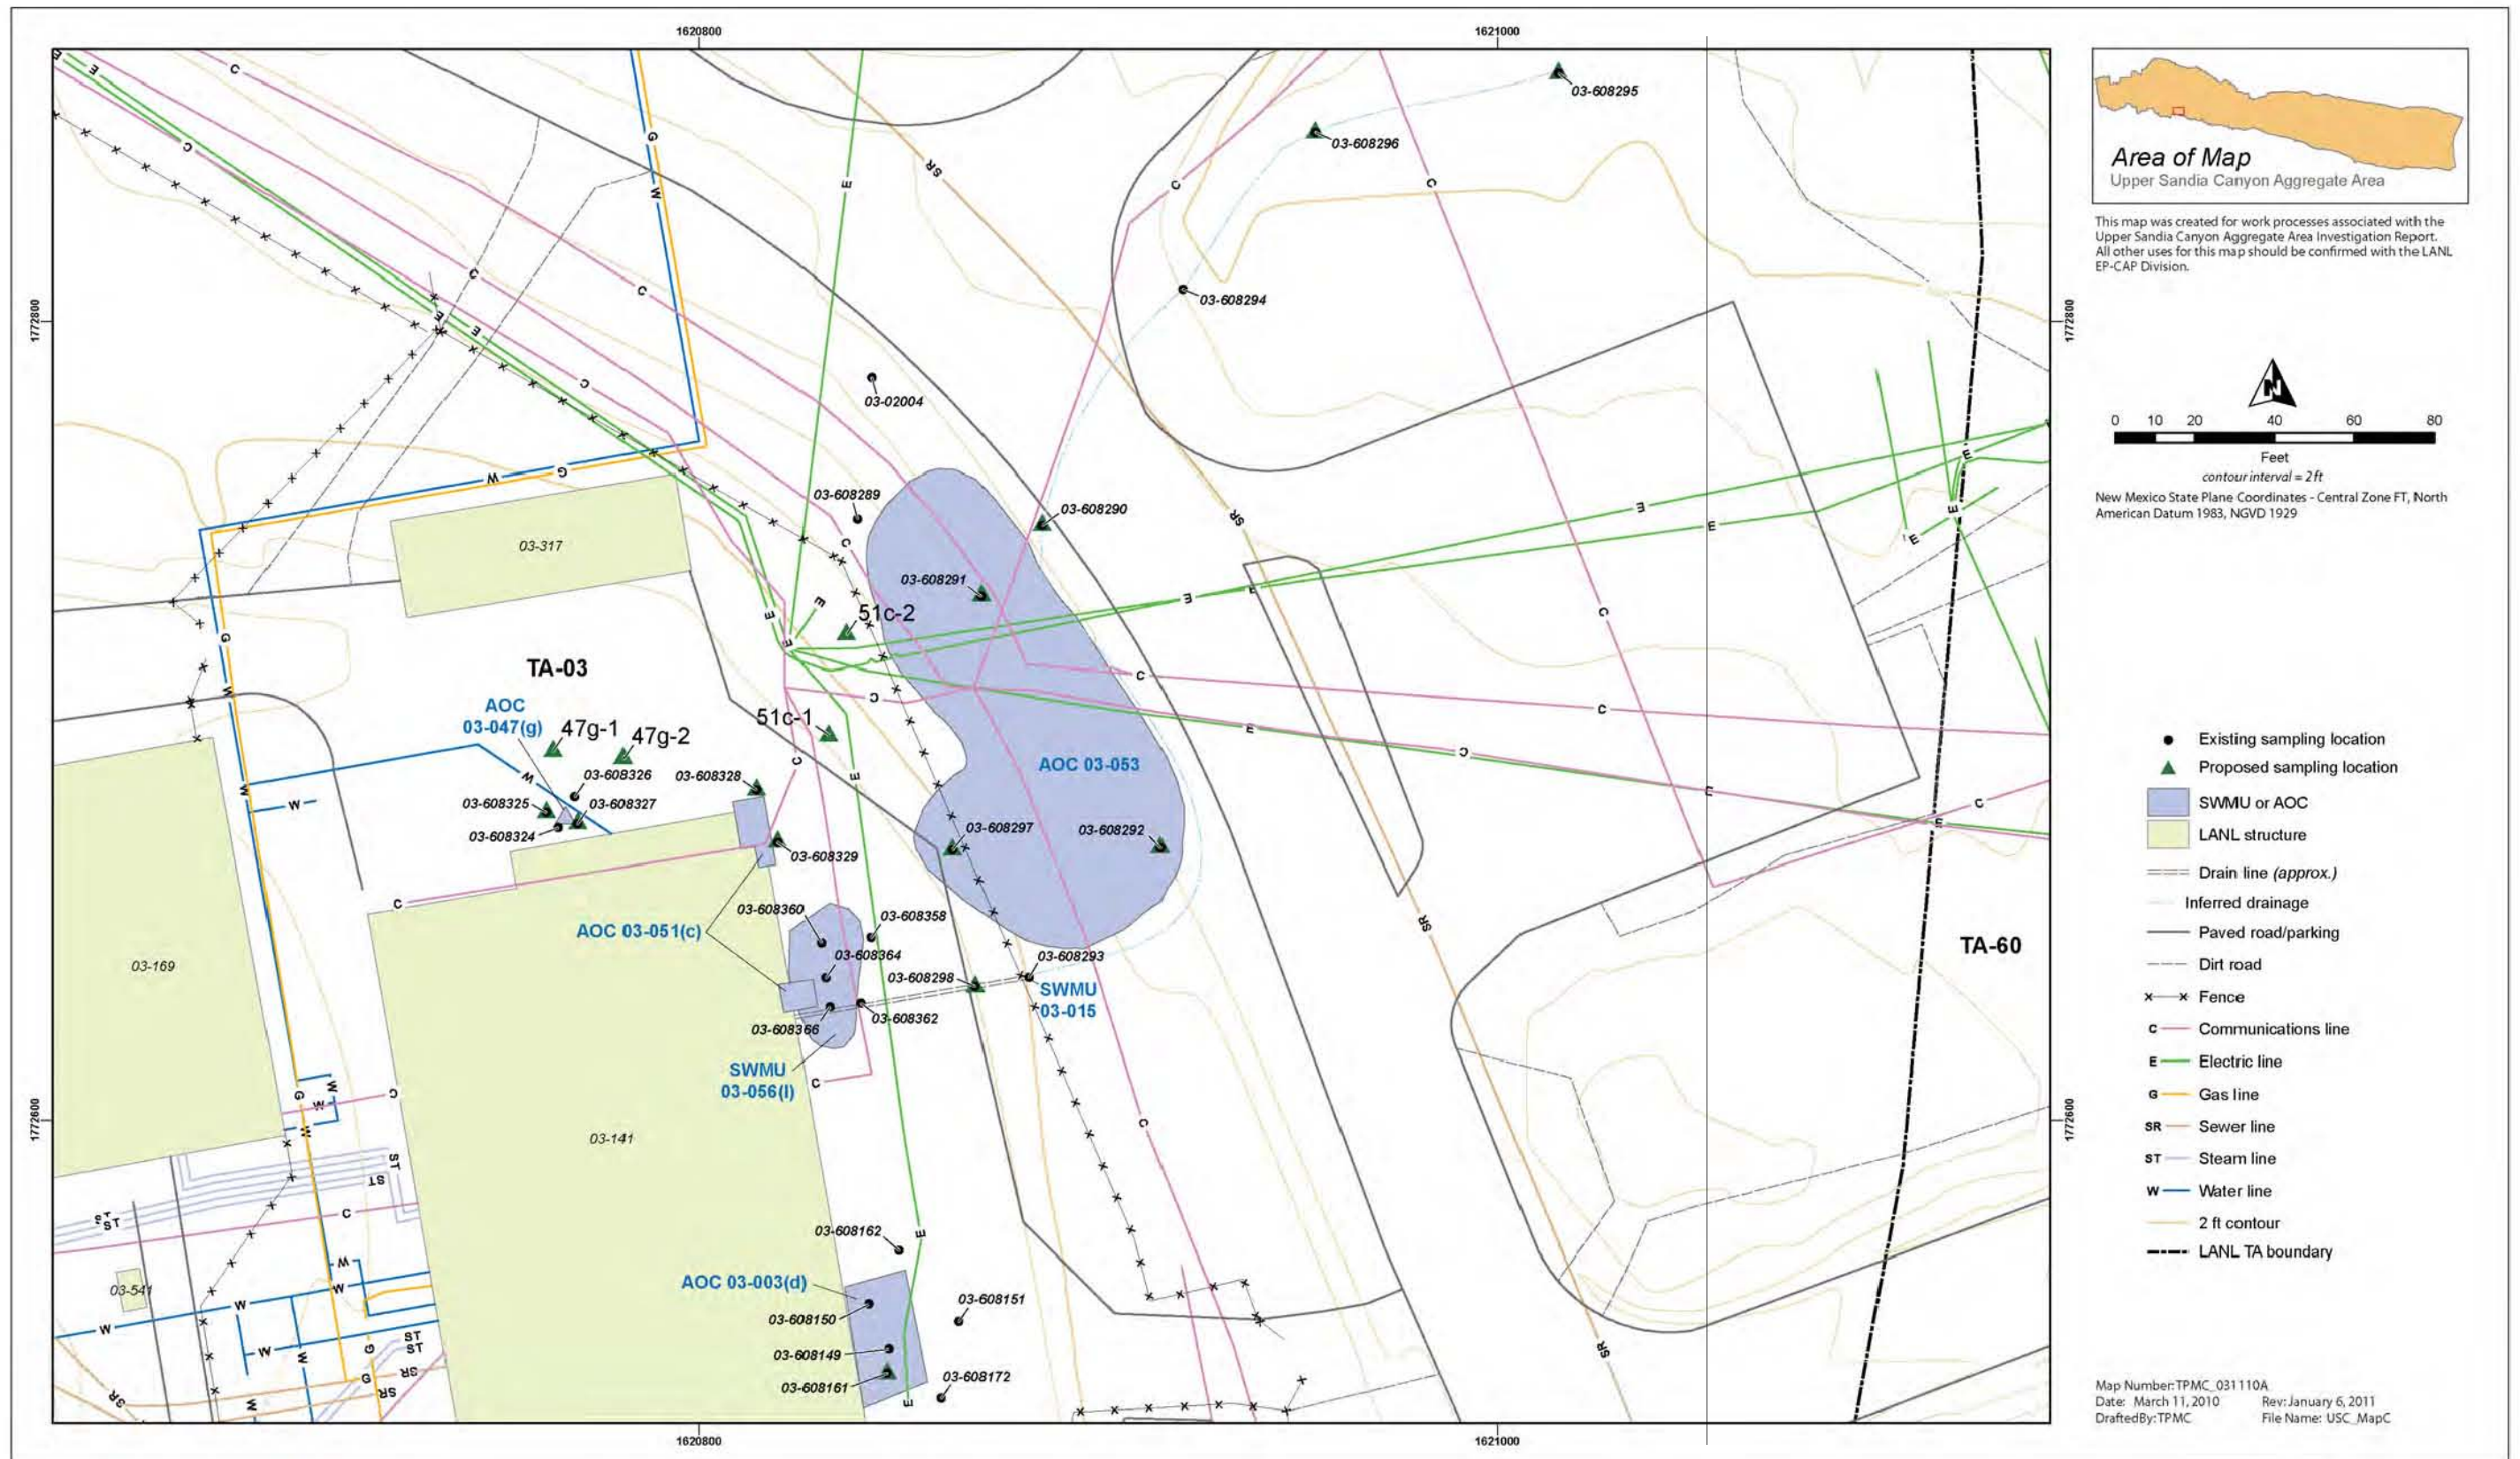 1620800
1621000
03-608295
03-608296
Area of Map
Upper Sandia Canyon Aggregate Area
This map was created for work processes associated with the
Upper Sandia Canyon Aggregate Area Investigation Report.
All other uses for this map should be confirmed with the LANL
EP-CAP Division.
1772800
03-608294
1772800
N
0 10 20 40 60 80
Feet
contour interval = 2 ft
New Mexico State Plane Coordinates - Central Zone FT, North
American Datum 1983, NGVD 1929
03-02004
03-608289
03-608290
03-317
03-608291
51c-2
TA-03
AOC
03-047(g)
47g-1
47g-2
51c-1
AOC 03-053
03-608326
03-608328
03-608325
03-608327
03-608324
03-608297
03-608292
03-608329
03-608360
03-608358
AOC 03-051(c)
03-608364
03-608293
03-608298
SWMU
03-015
03-608362
03-608366
SWMU
03-056(l)
03-169
TA-60
1772600
1772600
03-141
03-608162
AOC 03-003(d)
03-541
03-608151
03-608150
03-608149
03-608161
03-608172
1620800
1621000
Existing sampling location
Proposed sampling location
SWMU or AOC
LANL structure
Drain line (approx.)
Inferred drainage
Paved road/parking
Dirt road
Fence
C Communications line
E Electric line
G Gas line
SR Sewer line
ST Steam line
W Water line
2 ft contour
LANL TA boundary
Map Number: TPMC_031110A
Date: March 11, 2010 Rev: January 6, 2011
DraftedBy: TPMC File Name: USC_MapC